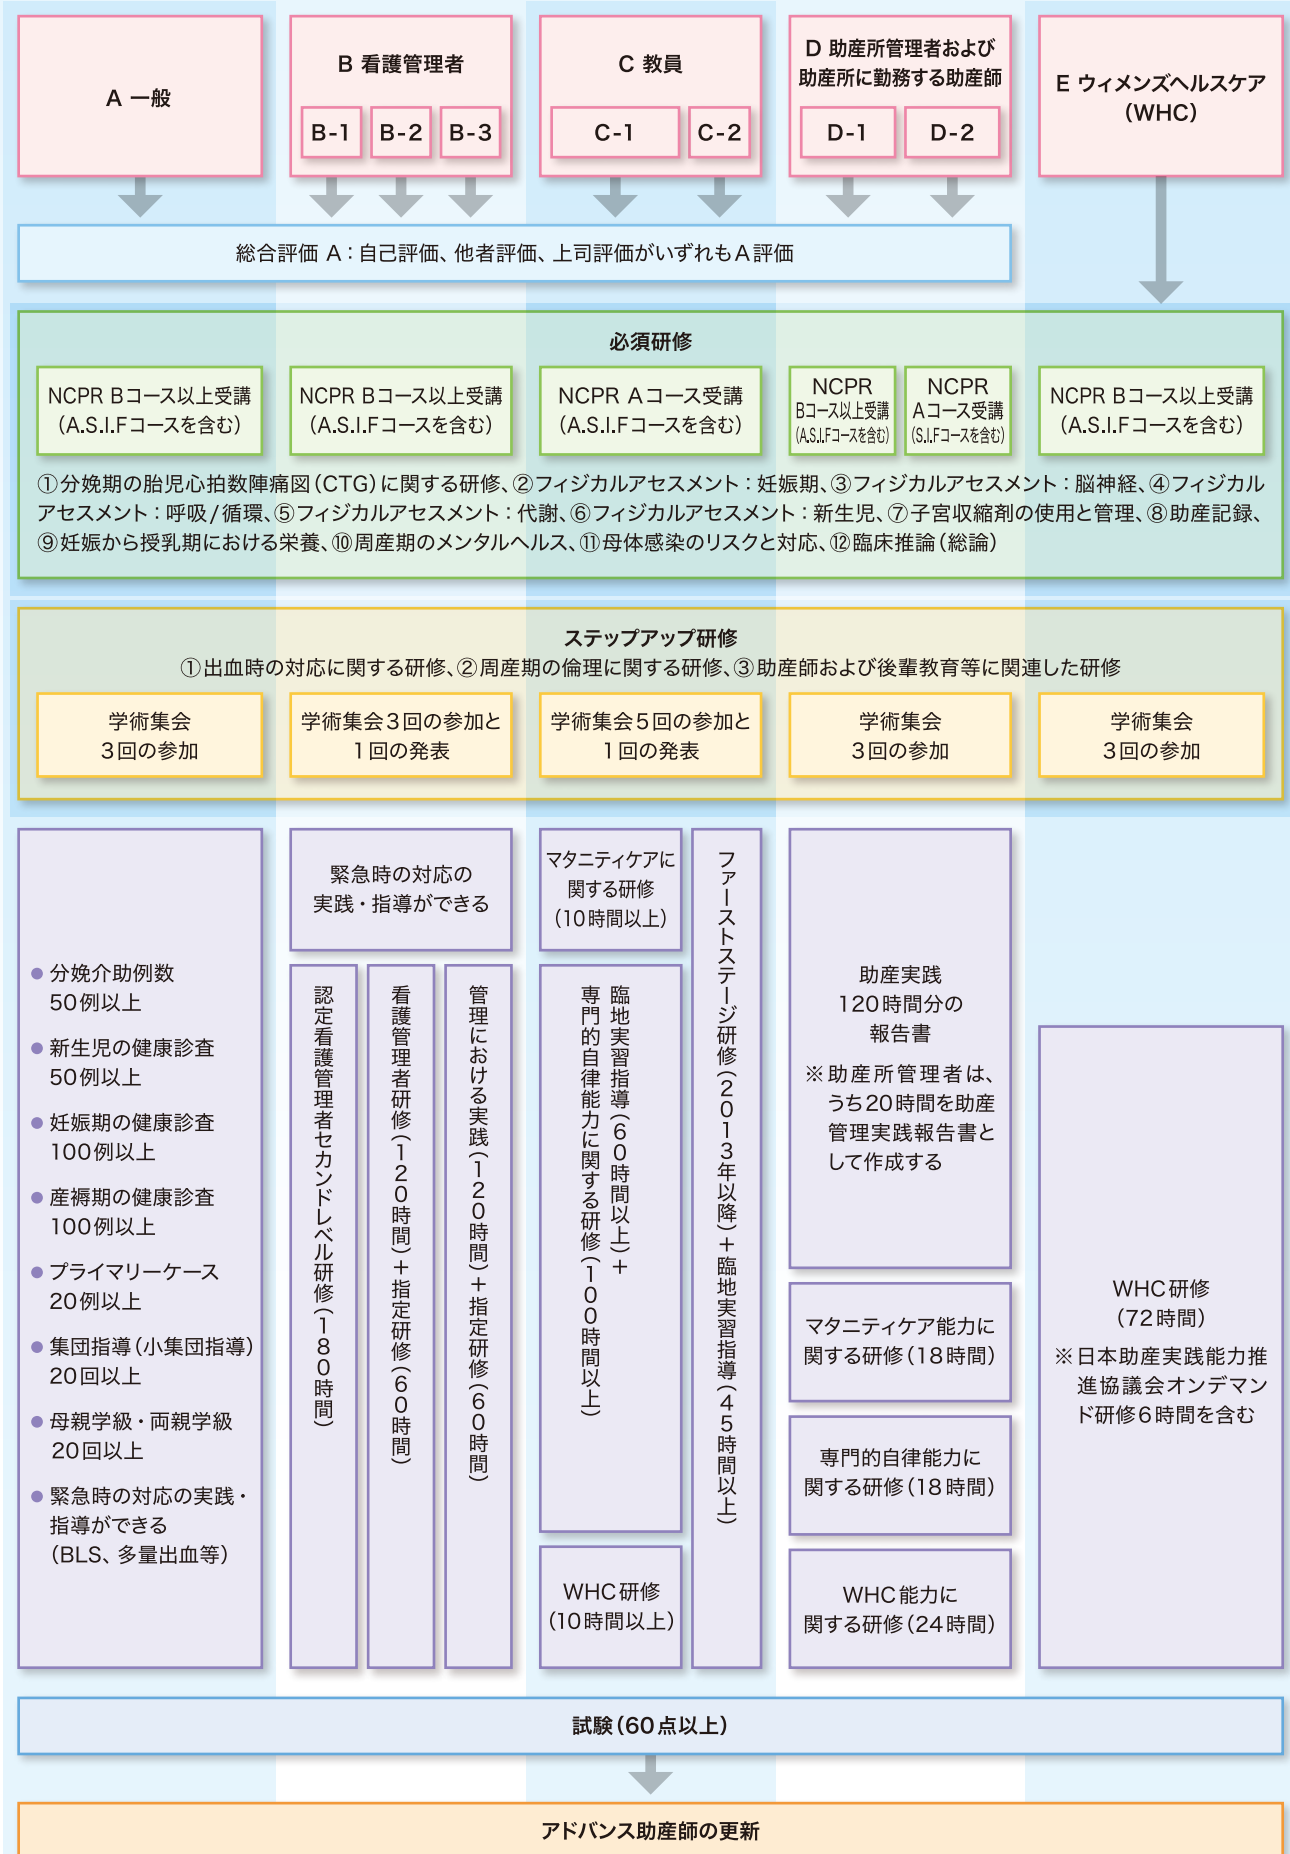 A 一般
B 看護管理者
B-1
B-2
B-3
C 教員
C-1
C-2
D 助産所管理者および
助産所に勤務する助産師
D-1
D-2
E ウィメンズヘルスケア
（WHC）
総合評価 A：自己評価、他者評価、上司評価がいずれもA評価
必須研修
NCPR Bコース以上受講
（A.S.I.Fコースを含む）
NCPR Bコース以上受講
（A.S.I.Fコースを含む）
NCPR Aコース受講
（A.S.I.Fコースを含む）
NCPR
Bコース以上受講
（A.S.I.Fコースを含む）
NCPR
Aコース受講
（S.I.Fコースを含む）
NCPR Bコース以上受講
（A.S.I.Fコースを含む）
①分娩期の胎児心拍数陣痛図（CTG）に関する研修、②フィジカルアセスメント：妊娠期、③フィジカルアセスメント：脳神経、④フィジカル
アセスメント：呼吸/循環、⑤フィジカルアセスメント：代謝、⑥フィジカルアセスメント：新生児、⑦子宮収縮剤の使用と管理、⑧助産記録、
⑨妊娠から授乳期における栄養、⑩周産期のメンタルヘルス、⑪母体感染のリスクと対応、⑫臨床推論（総論）
ステップアップ研修
①出血時の対応に関する研修、②周産期の倫理に関する研修、③助産師および後輩教育等に関連した研修
学術集会
3回の参加
学術集会3回の参加と
1回の発表
学術集会5回の参加と
1回の発表
学術集会
3回の参加
学術集会
3回の参加
●分娩介助例数
50例以上
●新生児の健康診査
50例以上
●妊娠期の健康診査
100例以上
●産褥期の健康診査
100例以上
●プライマリーケース
20例以上
●集団指導（小集団指導）
20回以上
●母親学級・両親学級
20回以上
●緊急時の対応の実践・
指導ができる
（BLS、多量出血等）
緊急時の対応の
実践・指導ができる
認定看護管理者セカンドレベル研修（180時間）
看護管理者研修（120時間）＋指定研修（60時間）
管理における実践（120時間）＋指定研修（60時間）
マタニティケアに
関する研修
（10時間以上）
臨地実習指導（60時間以上）＋
専門的自律能力に関する研修（100時間以上）
WHC研修
（10時間以上）
ファーストステージ研修（2013年以降）＋臨地実習指導（45時間以上）
助産実践
120時間分の
報告書
※助産所管理者は、
うち20時間を助産
管理実践報告書と
して作成する
マタニティケア能力に
関する研修（18時間）
専門的自律能力に
関する研修（18時間）
WHC能力に
関する研修（24時間）
WHC研修
（72時間）
※日本助産実践能力推
進協議会オンデマン
ド研修6時間を含む
試験（60点以上）
アドバンス助産師の更新